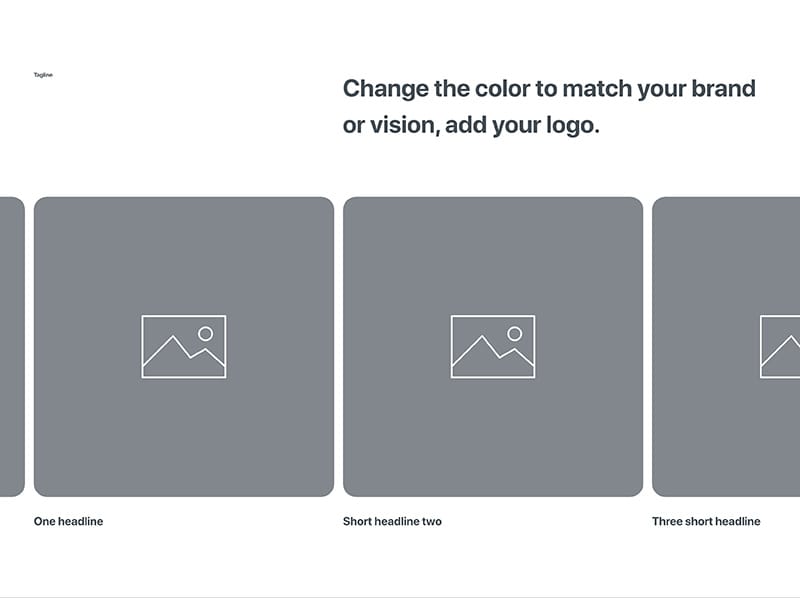 Tagline
Change the color to match your brand
or vision, add your logo.
One headline
Short headline two
Three short headline